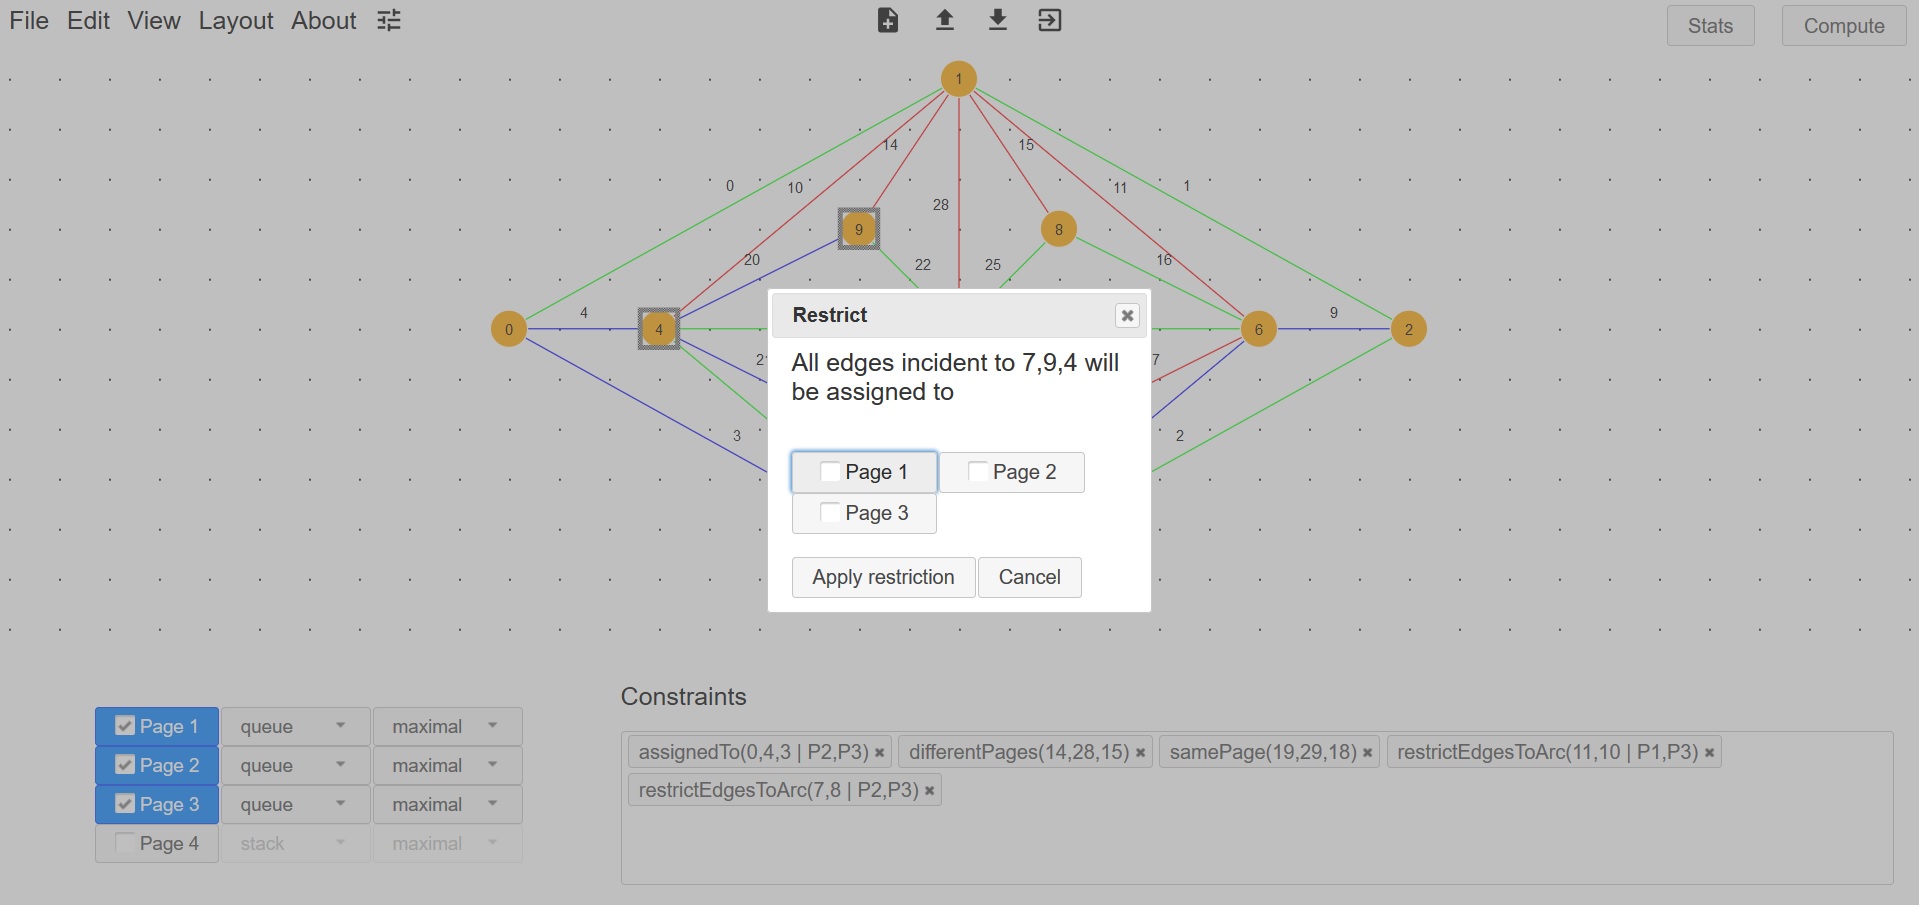 File Edit View Layout About
Stats Compute
1
14 15
0 10 11 1
28
9 8
20 22 25 16
4 9
0 4 6 2
2 7
3 2
Restrict
All edges incident to 7,9,4 will
be assigned to
Page 1 Page 2
Page 3
Apply restriction Cancel
Constraints
Page 1 queue maximal
Page 2 queue maximal
Page 3 queue maximal
Page 4 stack maximal
assignedTo(0,4,3 | P2,P3) differentPages(14,28,15) samePage(19,29,18) restrictEdgesToArc(11,10 | P1,P3)
restrictEdgesToArc(7,8 | P2,P3)